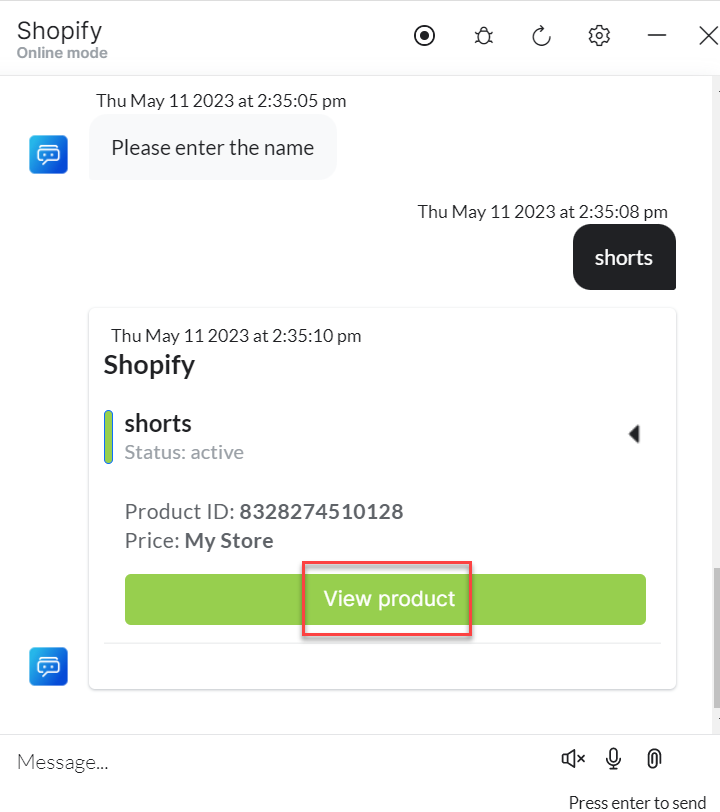 Shopify
Online mode
Thu May 11 2023 at 2:35:05 pm
Please enter the name
Thu May 11 2023 at 2:35:08 pm
shorts
Thu May 11 2023 at 2:35:10 pm
Shopify
shorts
Status: active
Product ID: 8328274510128
Price: My Store
View product
Message...
Press enter to send